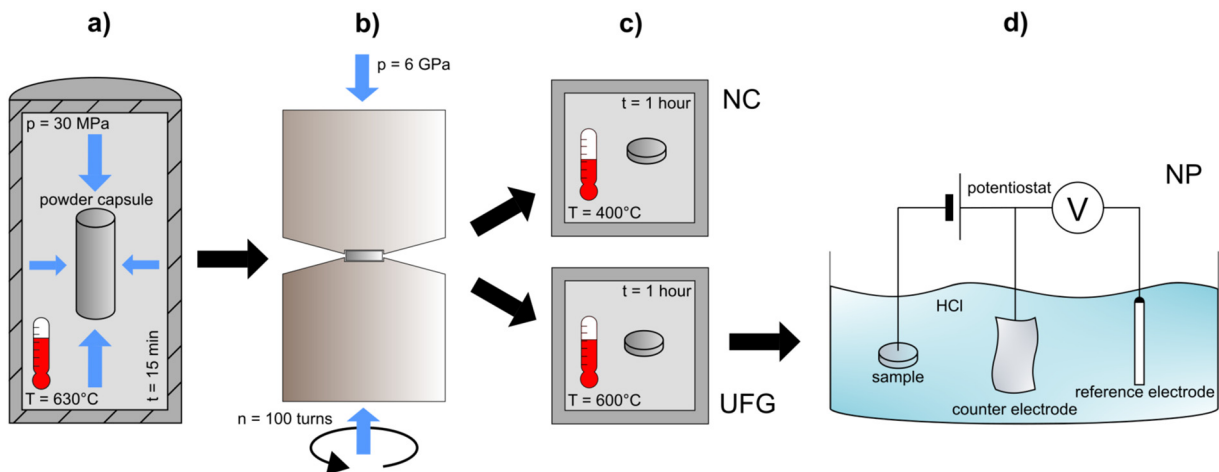 a)
p = 30 MPa
powder capsule
T = 630°C
t = 15 min
b)
p = 6 GPa
n = 100 turns
c)
t = 1 hour
T = 400°C
NC
t = 1 hour
T = 600°C
UFG
d)
NP
potentiostat
V
HCl
sample
counter electrode
reference electrode